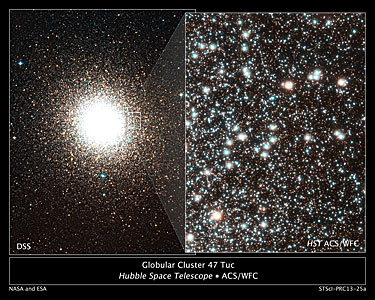 DSS
HST ACS/WFC
Globular Cluster 47 Tuc
Hubble Space Telescope • ACS/WFC
NASA and ESA
STScI-PRC13-25a